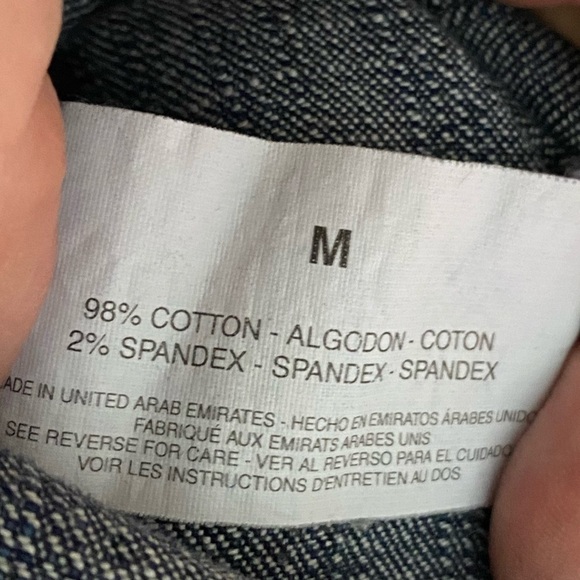 M
98% COTTON - ALGODON - COTON
2% SPANDEX - SPANDEX - SPANDEX
ADE IN UNITED ARAB EMIRATES - HECHO EN EMIRATOS ÁRABES UNIDO
FABRIQUÉ AUX EMIRATS ARABES UNIS
SEE REVERSE FOR CARE - VER AL REVERSO PARA EL CUIDADO
VOIR LES INSTRUCTIONS D'ENTRETIEN AU DOS